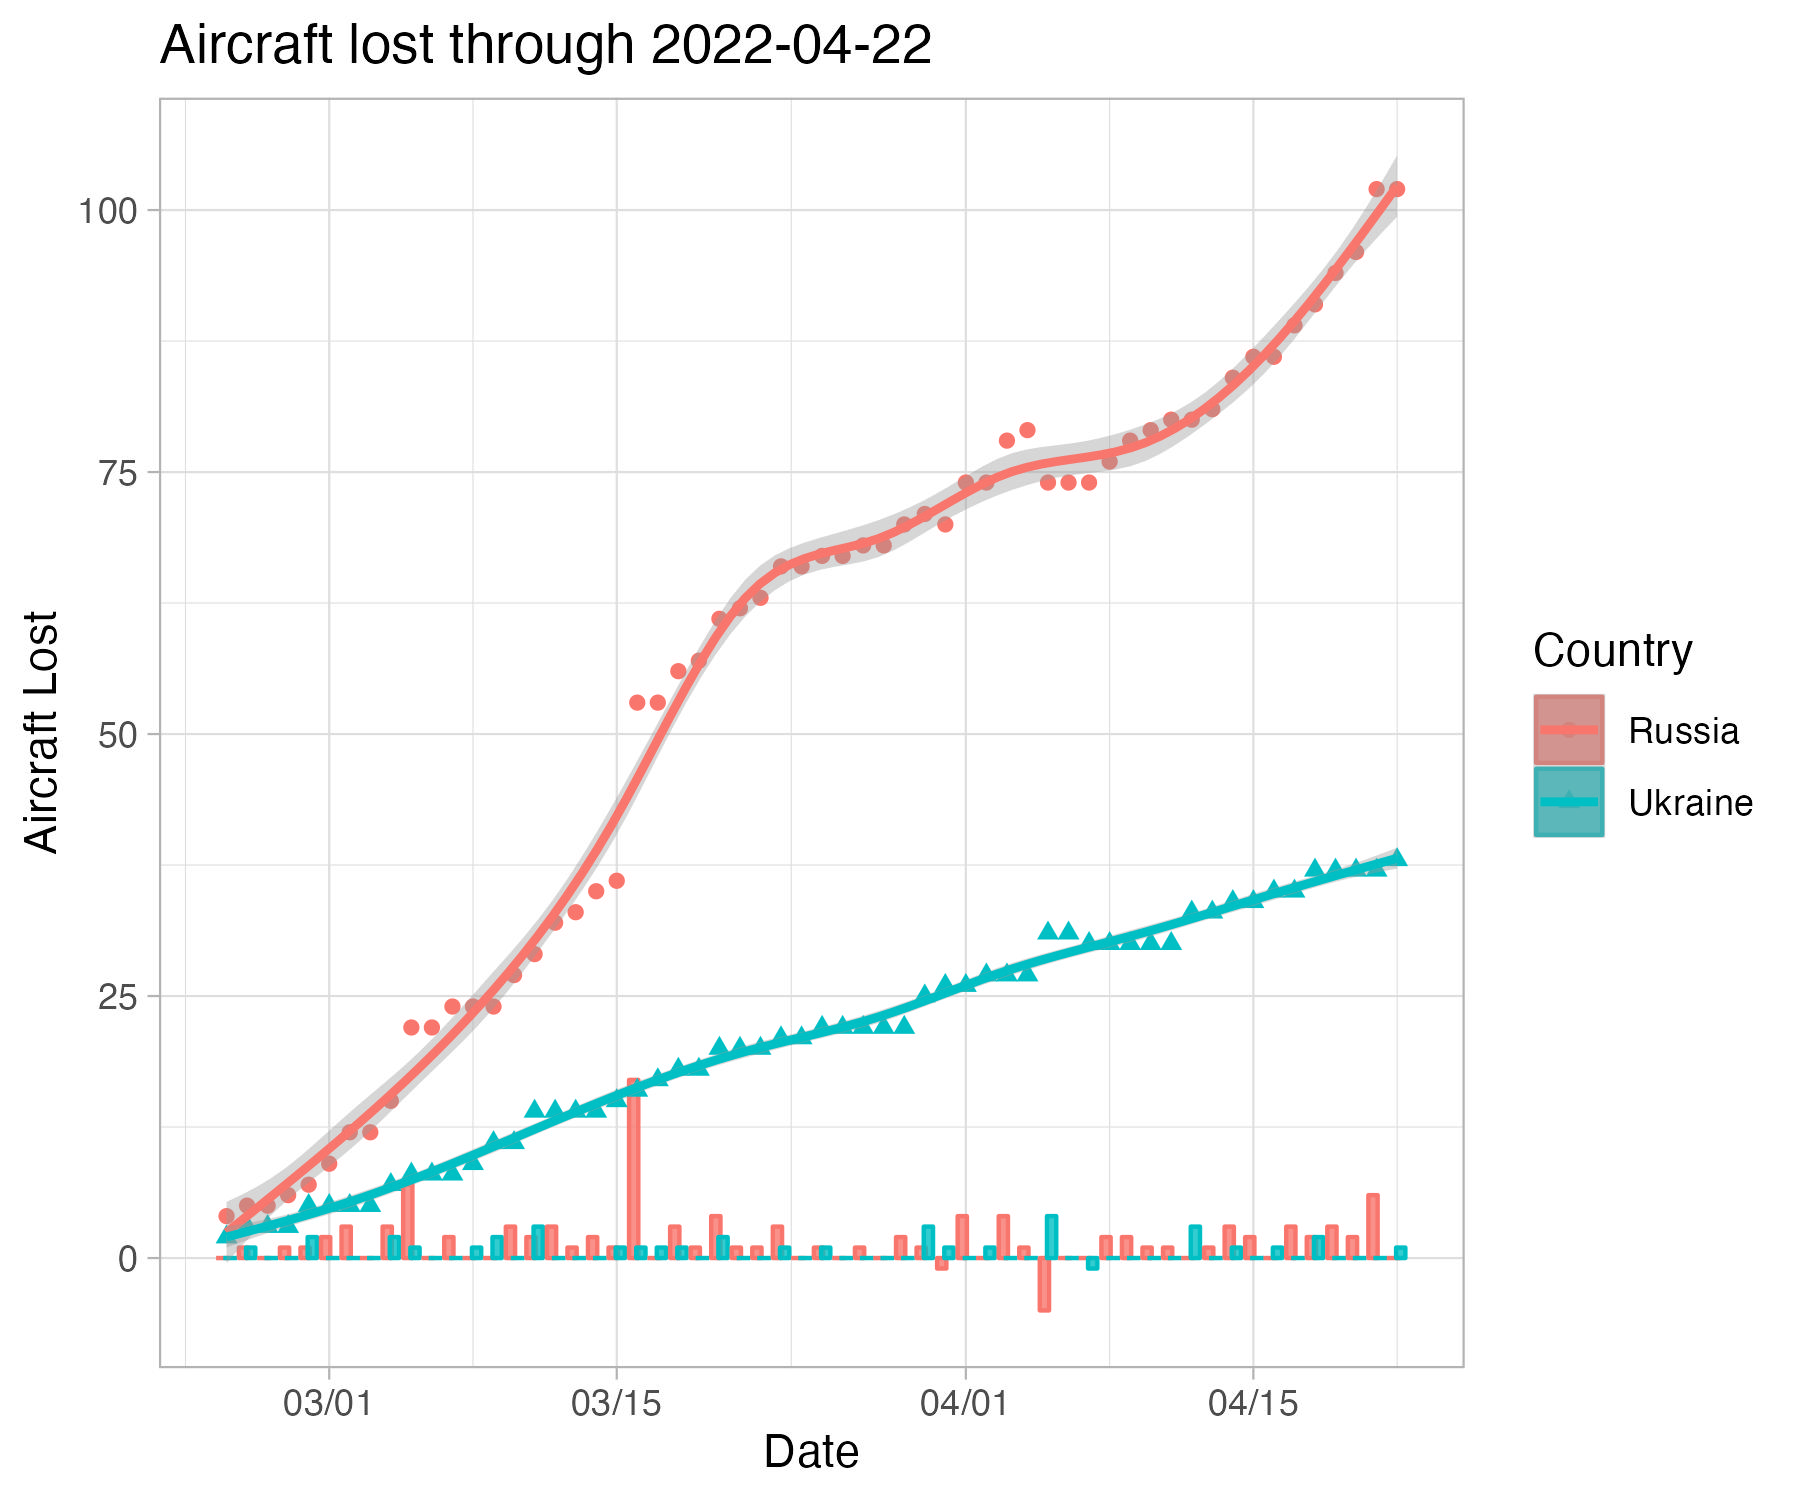 Aircraft lost through 2022-04-22
Aircraft Lost
100
75
50
25
0
03/01
03/15
04/01
04/15
Date
Country
Russia
Ukraine